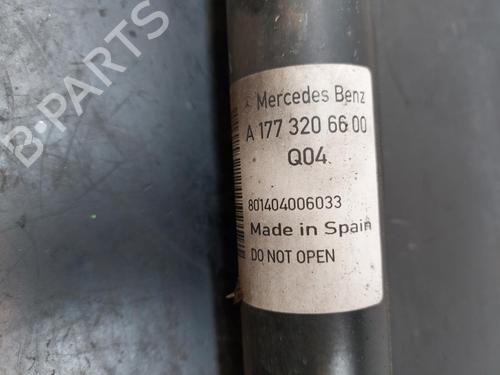 B-PARTS
Mercedes Benz
A 177 320 66 00
Q04
801404006033
Made in Spain
DO NOT OPEN